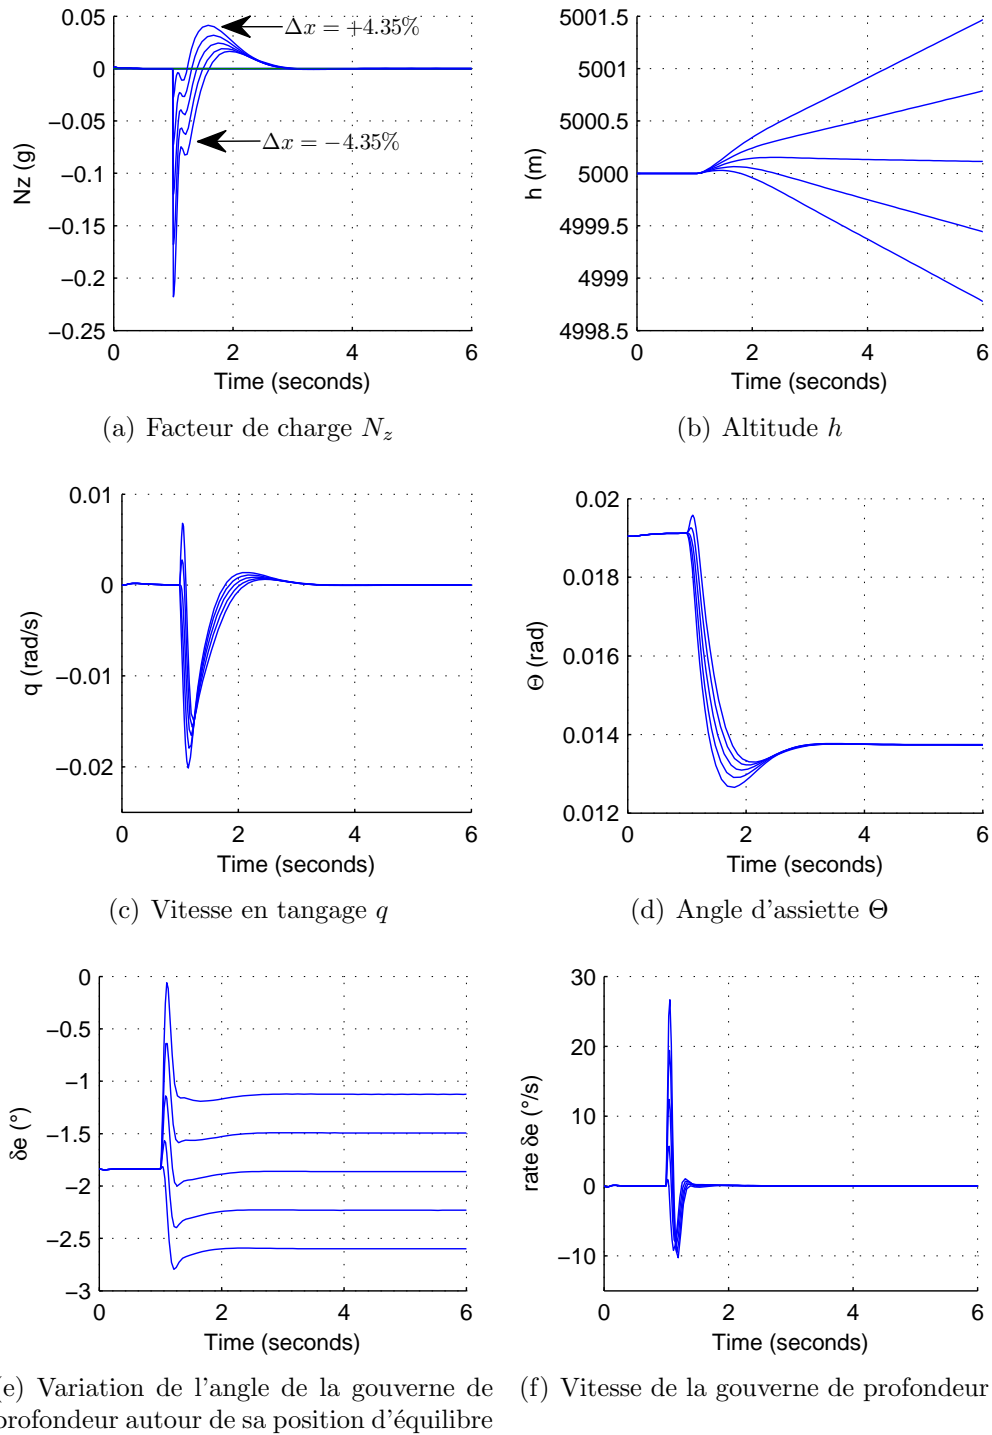 0.05
0
−0.05
−0.1
−0.15
−0.2
−0.25
Nz (g)
Δx = +4.35%
Δx = −4.35%
0 2 4 6
Time (seconds)
(a) Facteur de charge Nz
5001.5
5001
5000.5
5000
4999.5
4999
4998.5
h (m)
0 2 4 6
Time (seconds)
(b) Altitude h
0.01
0
−0.01
−0.02
q (rad/s)
0 2 4 6
Time (seconds)
(c) Vitesse en tangage q
0.02
0.018
0.016
0.014
0.012
Θ (rad)
0 2 4 6
Time (seconds)
(d) Angle d'assiette Θ
0
−0.5
−1
−1.5
−2
−2.5
−3
δe (°)
0 2 4 6
Time (seconds)
(e) Variation de l'angle de la gouverne de
profondeur autour de sa position d'équilibre
30
20
10
0
−10
rate δe (°/s)
0 2 4 6
Time (seconds)
(f) Vitesse de la gouverne de profondeur